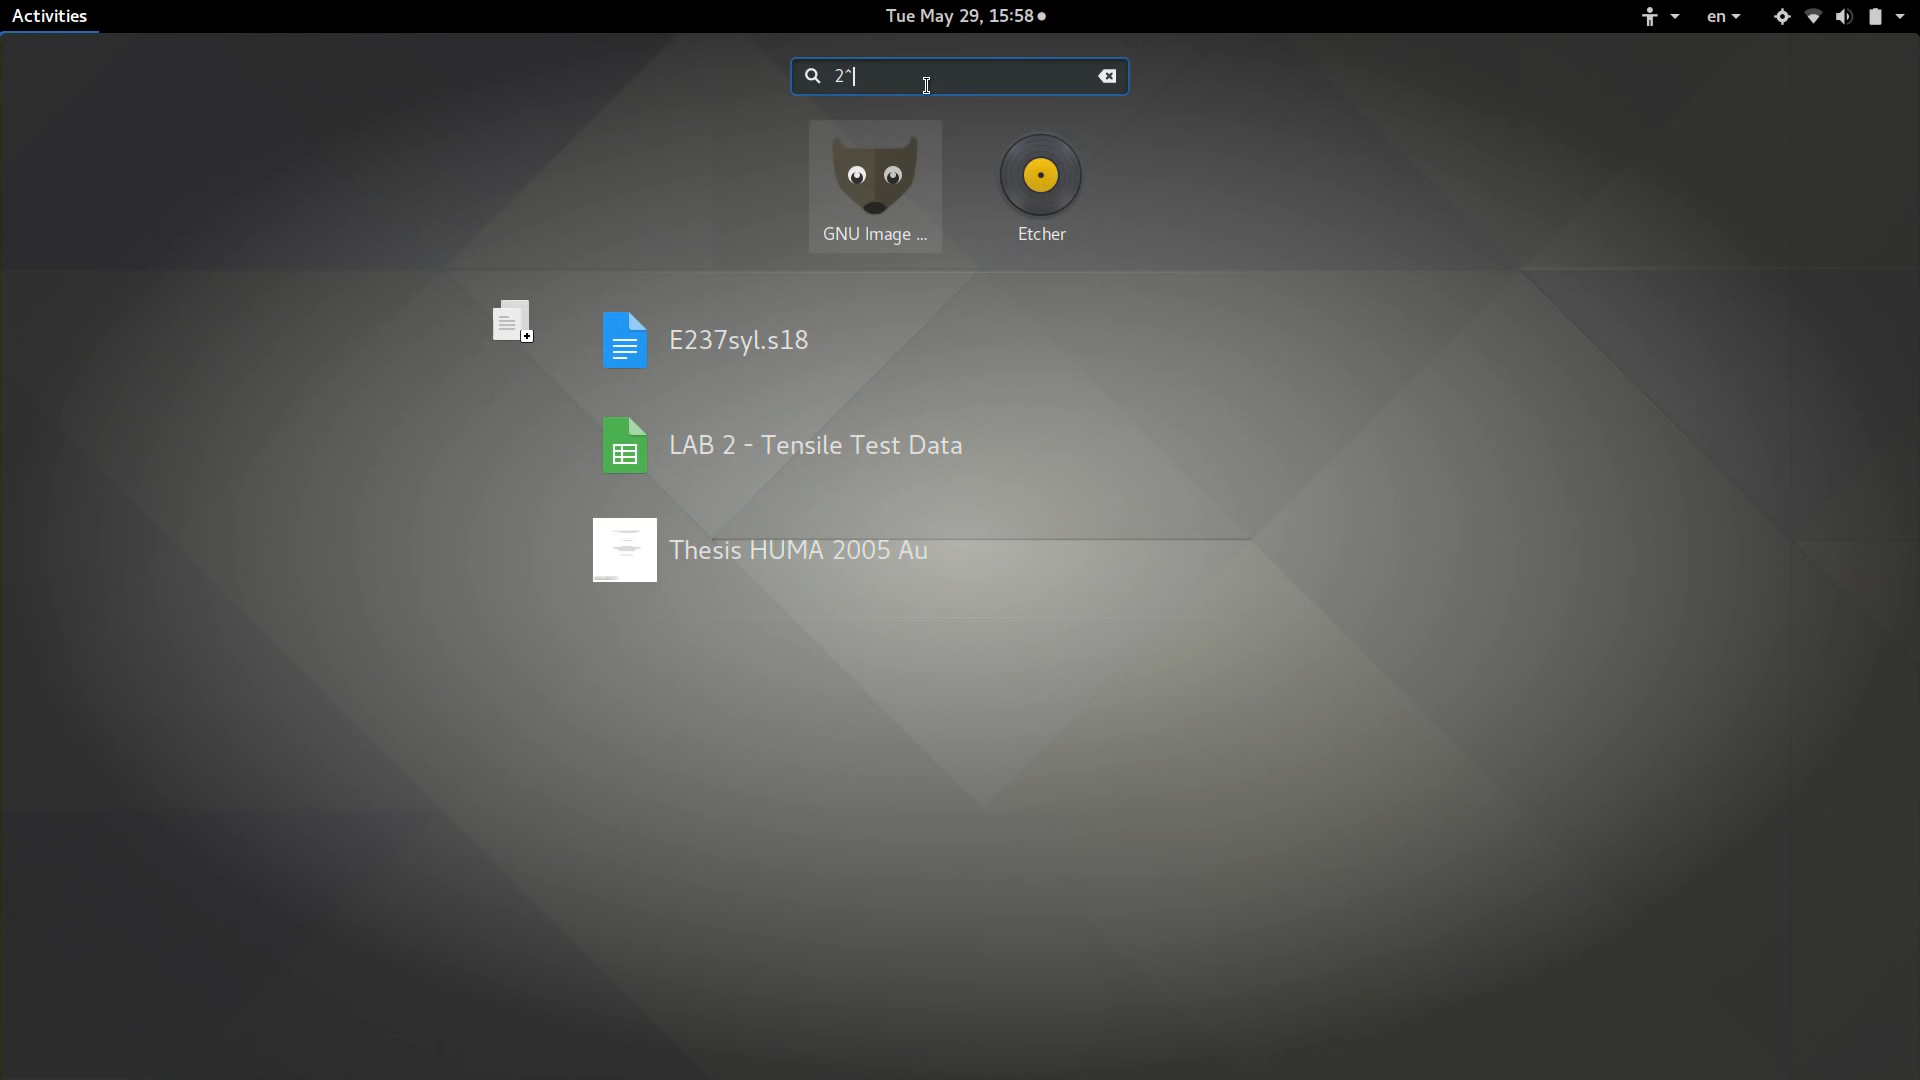 Activities
Tue May 29, 15:58
en
2^
GNU Image ...
Etcher
E237syl.s18
LAB 2 - Tensile Test Data
Thesis HUMA 2005 Au